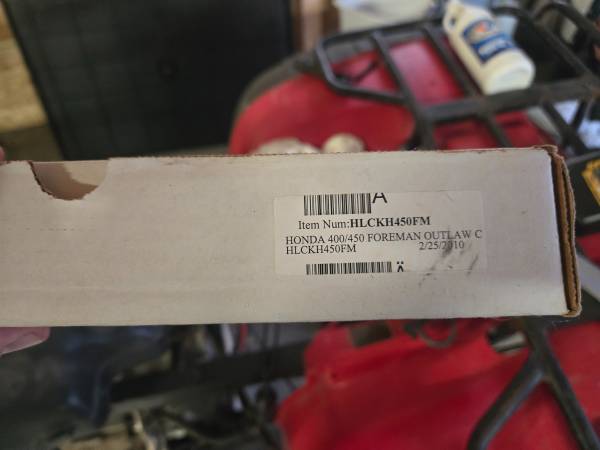 A
Item Num:HLCKH450FM
HONDA 400/450 FOREMAN OUTLAW C
HLCKH450FM 2/25/2010